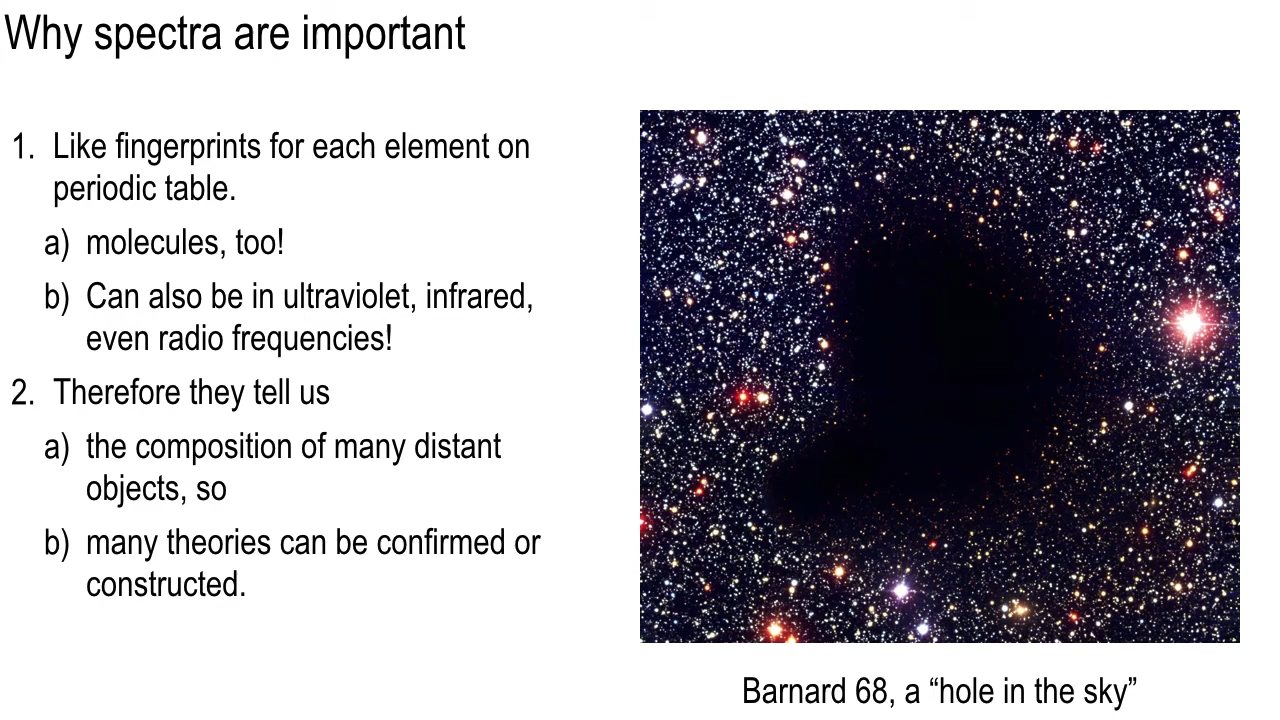 Why spectra are important
1. Like fingerprints for each element on
periodic table.
a) molecules, too!
b) Can also be in ultraviolet, infrared,
even radio frequencies!
2. Therefore they tell us
a) the composition of many distant
objects, so
b) many theories can be confirmed or
constructed.
Barnard 68, a “hole in the sky”